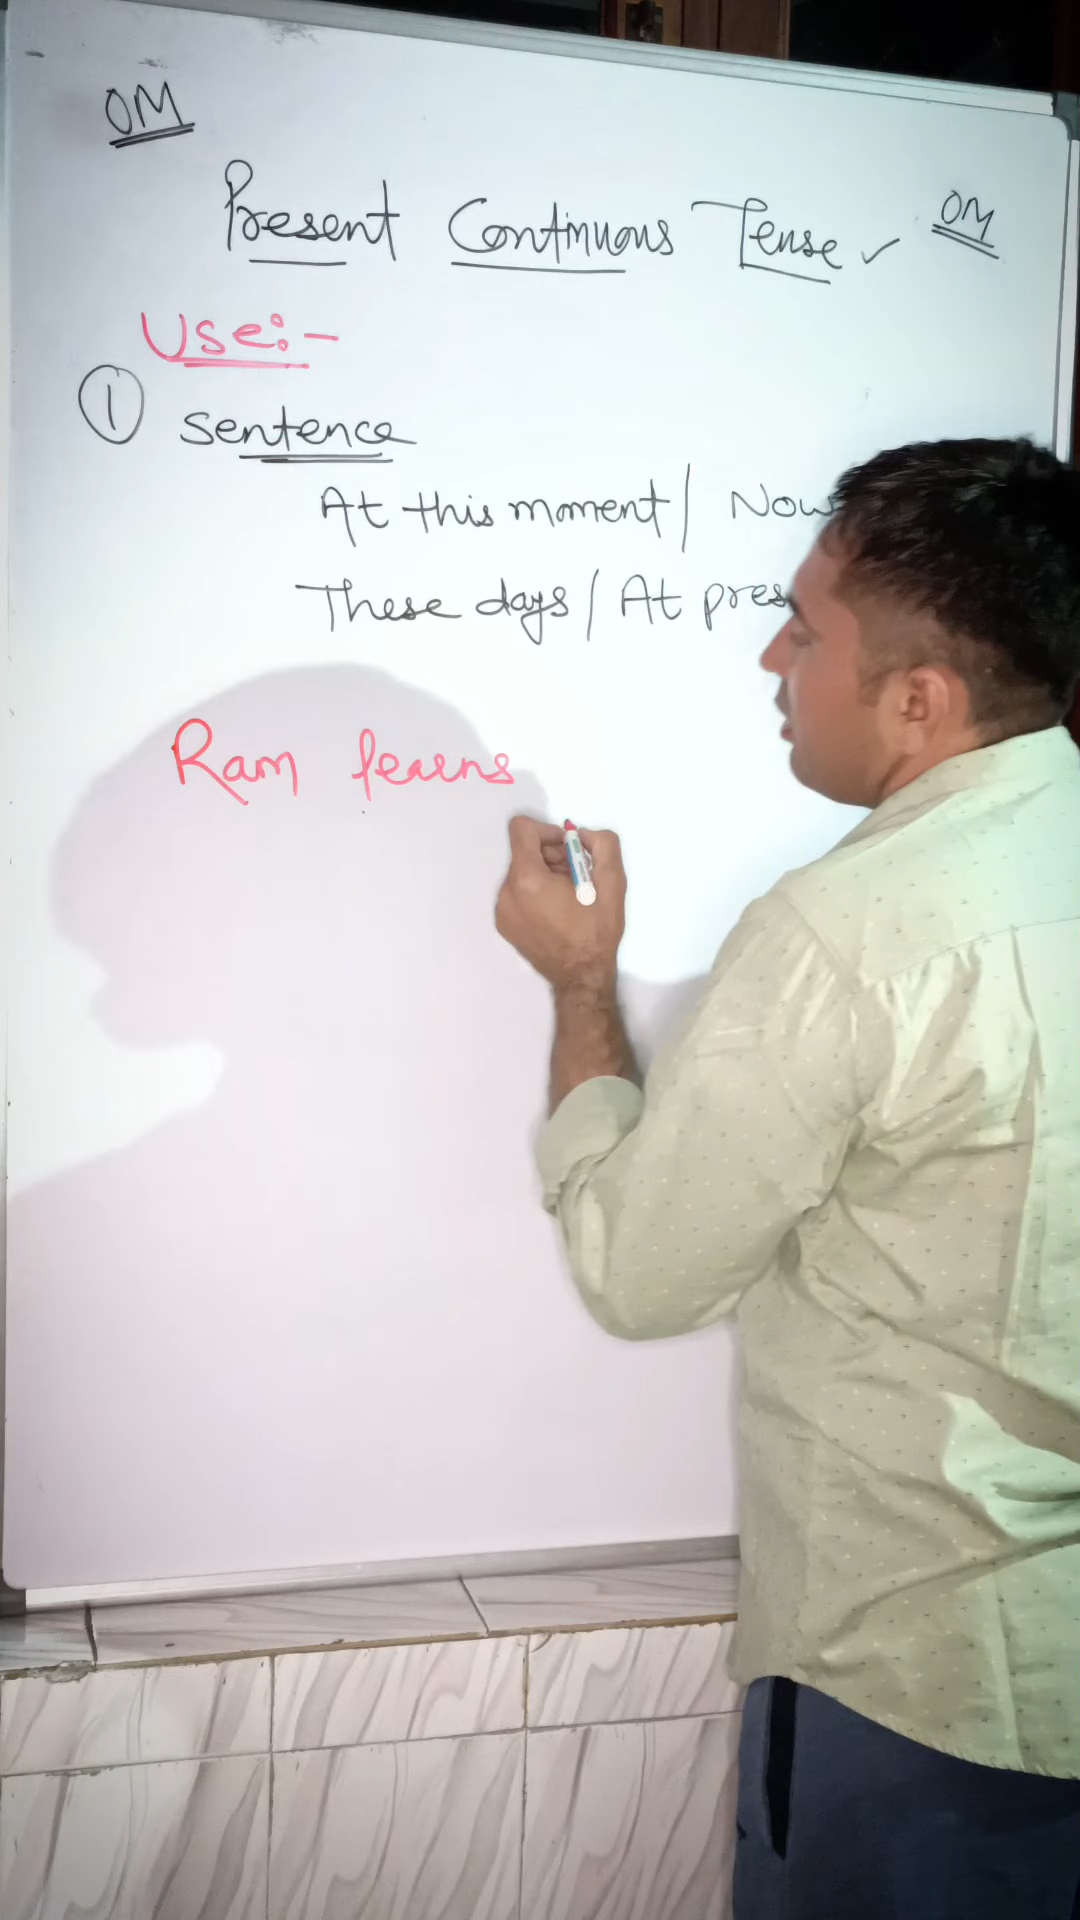 OM
Present Continuous Tense ✓ OM
Use:-
① Sentence
At this moment / Now
These days / At pres
Ram learns